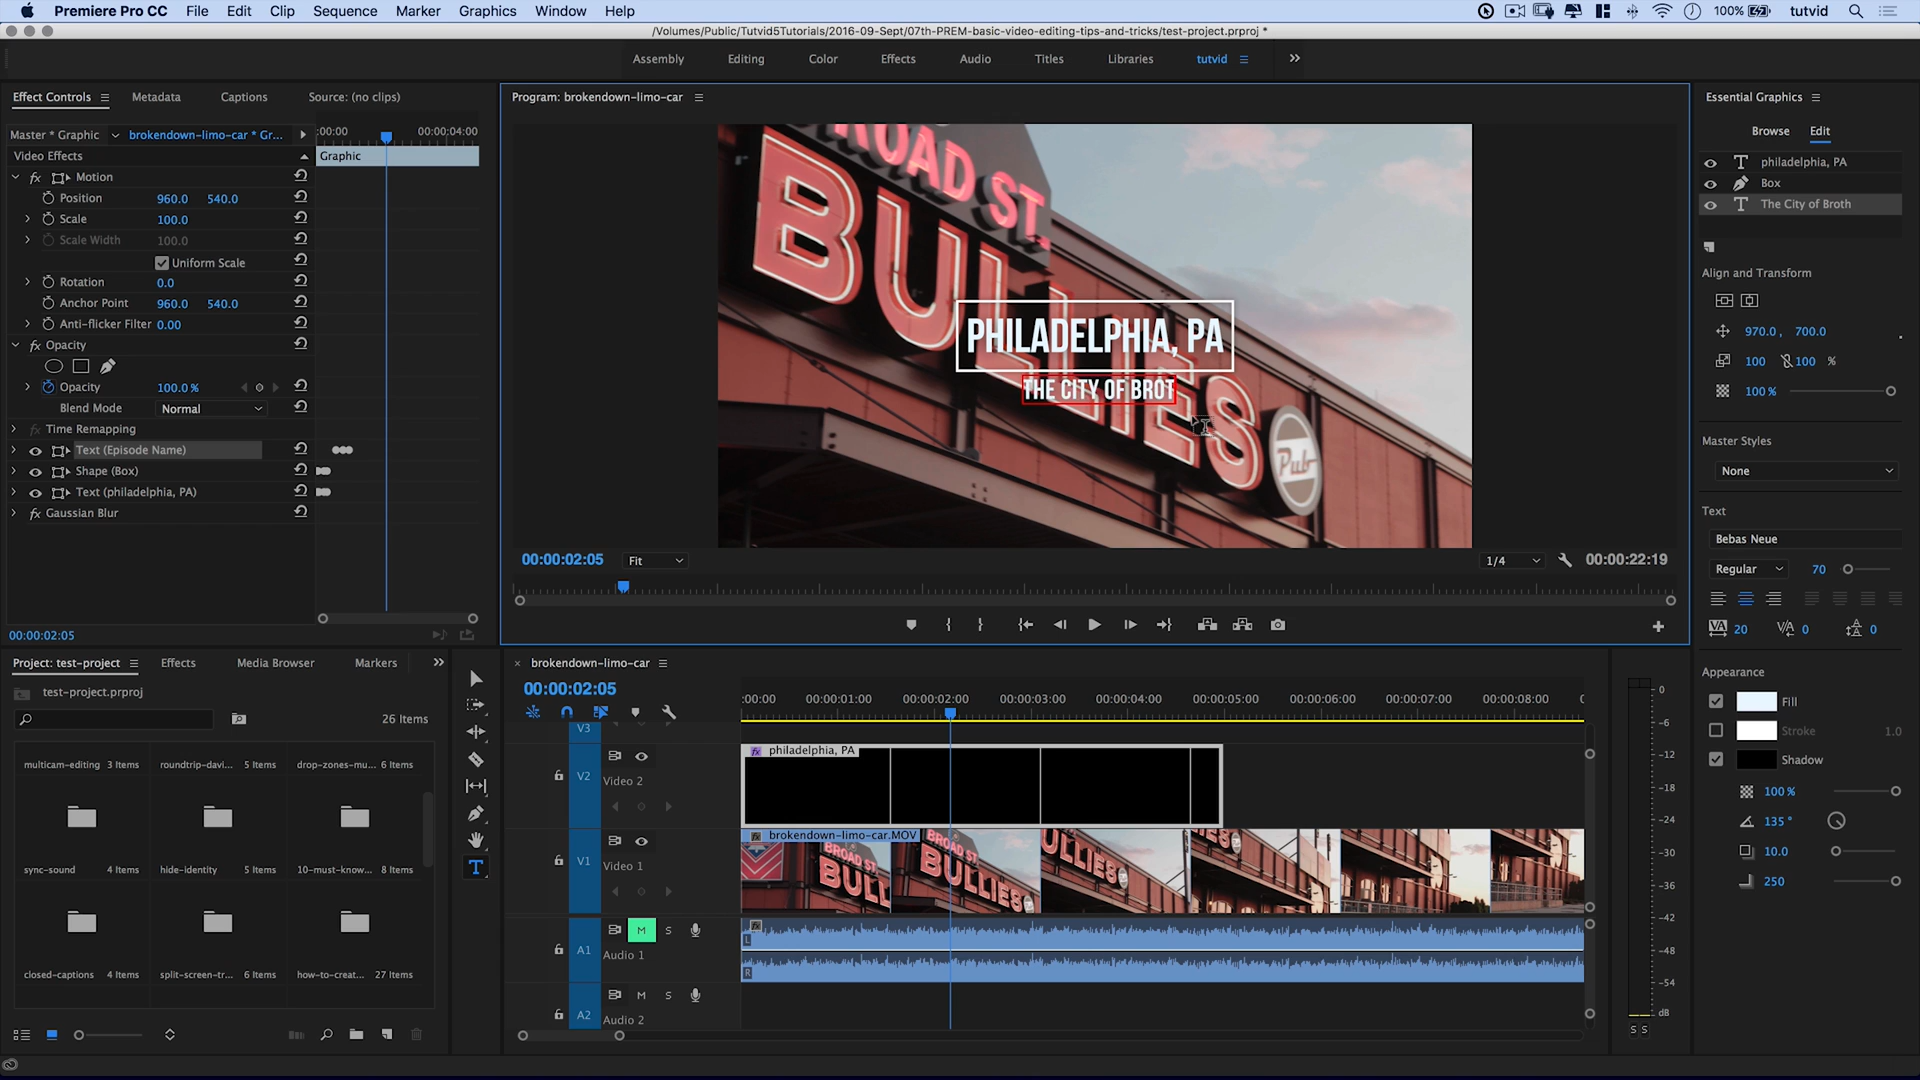 Premiere Pro CC File Edit Clip Sequence Marker Graphics Window Help 100% tutvid
/Volumes/Public/Tutvid5Tutorials/2016-09-Sept/07th-PREM-basic-video-editing-tips-and-tricks/test-project.prproj *
Assembly Editing Color Effects Audio Titles Libraries tutvid
Effect Controls Metadata Captions Source: (no clips)
Master * Graphic brokendown-limo-car * Gr... :00:00 00:00:04:00
Video Effects Graphic
fx Motion
Position 960.0 540.0
Scale 100.0
Scale Width 100.0
Uniform Scale
Rotation 0.0
Anchor Point 960.0 540.0
Anti-flicker Filter 0.00
fx Opacity
Opacity 100.0 %
Blend Mode Normal
fx Time Remapping
Text (Episode Name)
Shape (Box)
Text (philadelphia, PA)
fx Gaussian Blur
00:00:02:05
Program: brokendown-limo-car
ROAD ST.
BULLIES
Pub
PHILADELPHIA, PA
THE CITY OF BROT
00:00:02:05 Fit 1/4 00:00:22:19
Essential Graphics
Browse Edit
philadelphia, PA
Box
The City of Broth
Align and Transform
970.0 , 700.0
100 100 %
100 %
Master Styles
None
Text
Bebas Neue
Regular 70
20 0 0
Appearance
Fill
Stroke 1.0
Shadow
100 %
135 °
10.0
250
Project: test-project Effects Media Browser Markers
test-project.prproj
26 Items
multicam-editing 3 Items roundtrip-davi... 5 Items drop-zones-mu... 6 Items
sync-sound 4 Items hide-identity 5 Items 10-must-know... 8 Items
closed-captions 4 Items split-screen-tr... 6 Items how-to-creat... 27 Items
brokendown-limo-car
00:00:02:05
:00:00 00:00:01:00 00:00:02:00 00:00:03:00 00:00:04:00 00:00:05:00 00:00:06:00 00:00:07:00 00:00:08:00
V3
fx philadelphia, PA
V2 Video 2
fx brokendown-limo-car.MOV
V1 Video 1
A1 M S Audio 1
L
R
A2 M S Audio 2
0
-6
-12
-18
-24
-30
-36
-42
-48
-54
dB
S S